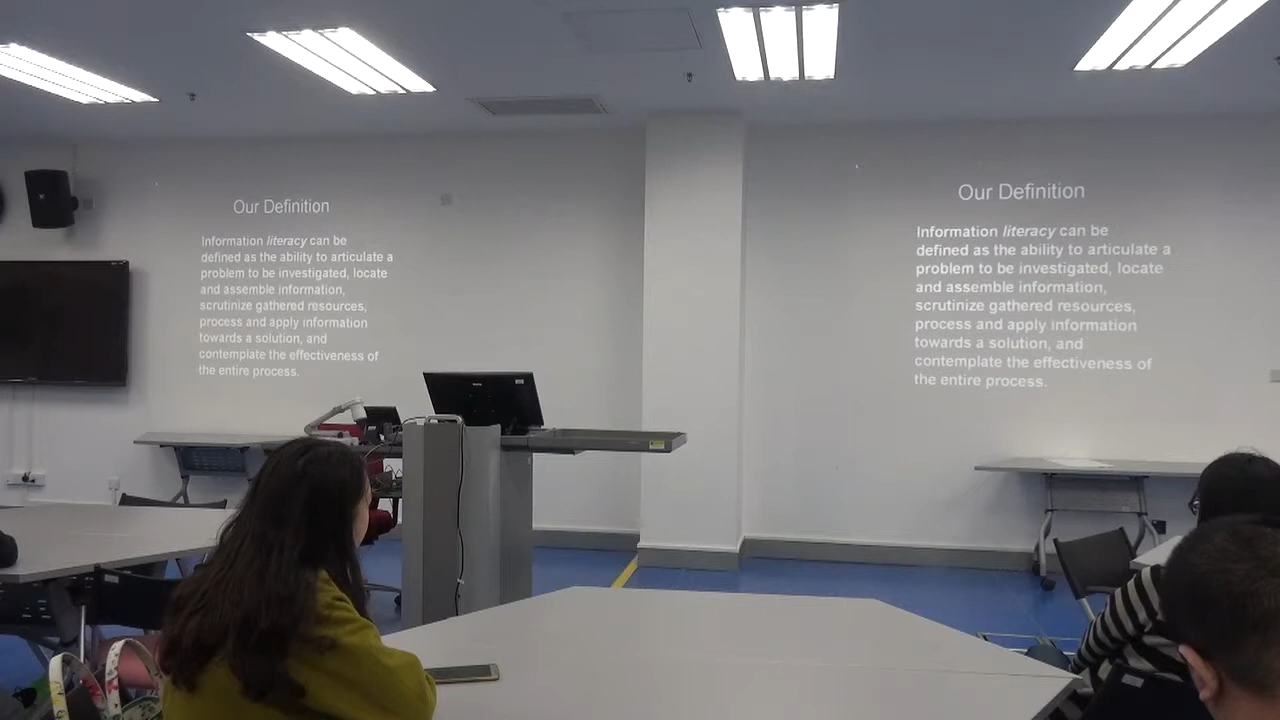 Our Definition
Information literacy can be
defined as the ability to articulate a
problem to be investigated, locate
and assemble information,
scrutinize gathered resources,
process and apply information
towards a solution, and
contemplate the effectiveness of
the entire process.
Our Definition
Information literacy can be
defined as the ability to articulate a
problem to be investigated, locate
and assemble information,
scrutinize gathered resources,
process and apply information
towards a solution, and
contemplate the effectiveness of
the entire process.